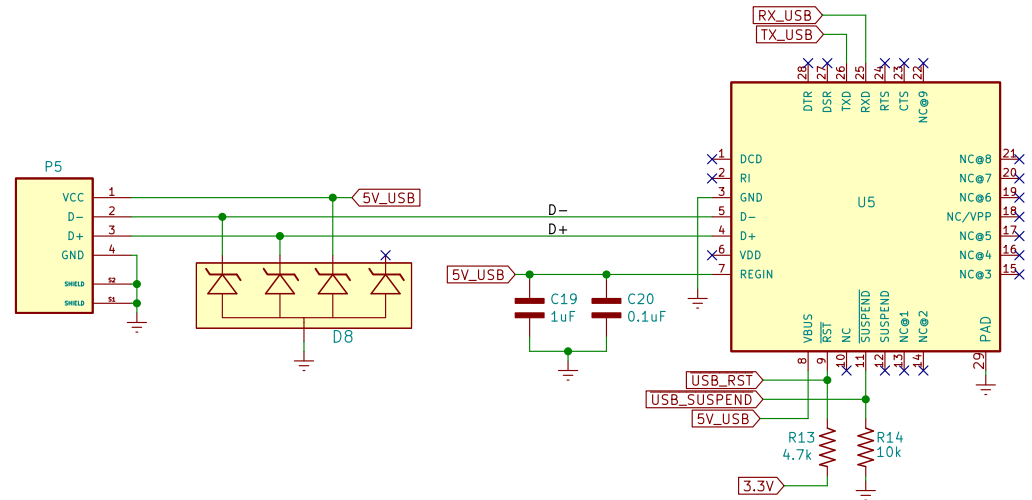 RX_USB
TX_USB
28 27 26 25 24 23 22
DTR DSR TXD RXD RTS CTS NC@9
P5
1 DCD NC@8 21
2 RI NC@7 20
VCC 1 5V_USB 3 GND U5 NC@6 19
D- 2 D- 5 D- NC/VPP 18
D+ 3 D+ 4 D+ NC@5 17
GND 4 6 VDD NC@4 16
5V_USB 7 REGIN NC@3 15
SHIELD S2
SHIELD S1
C19 C20
1uF 0.1uF
D8
VBUS RST NC SUSPEND SUSPEND NC@1 NC@2 PAD
8 9 10 11 12 13 14 29
USB_RST
USB_SUSPEND
5V_USB
R13 R14
4.7k 10k
3.3V